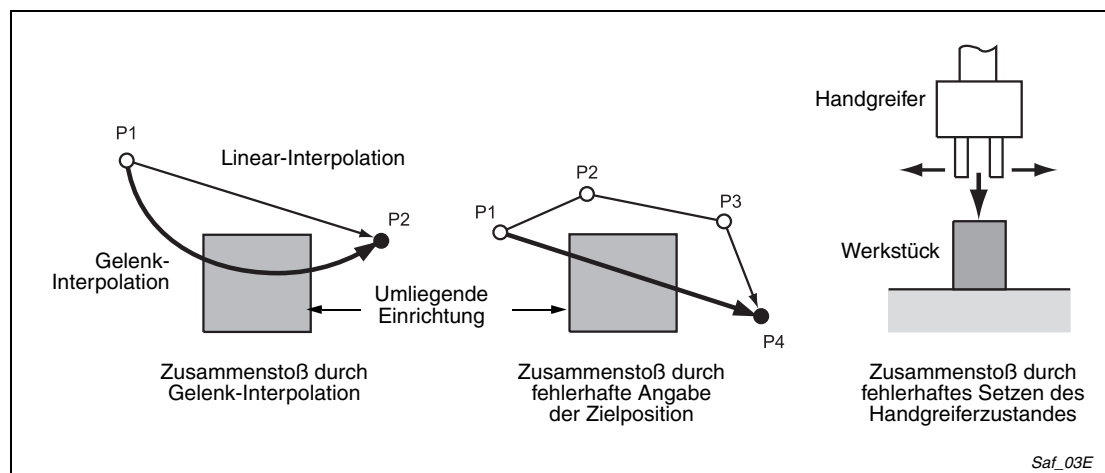 P1
Linear-Interpolation
P2
Gelenk-
Interpolation
Zusammenstoß durch
Gelenk-Interpolation
Umliegende
Einrichtung
P1
P2
P3
P4
Zusammenstoß durch
fehlerhafte Angabe
der Zielposition
Handgreifer
Werkstück
Zusammenstoß durch
fehlerhaftes Setzen des
Handgreiferzustandes
Saf_03E